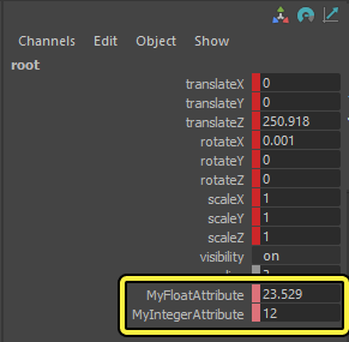 Channels Edit Object Show
root
translateX 0
translateY 0
translateZ 250.918
rotateX 0.001
rotateY 0
rotateZ 0
scaleX 1
scaleY 1
scaleZ 1
visibility on
MyFloatAttribute 23.529
MyIntegerAttribute 12